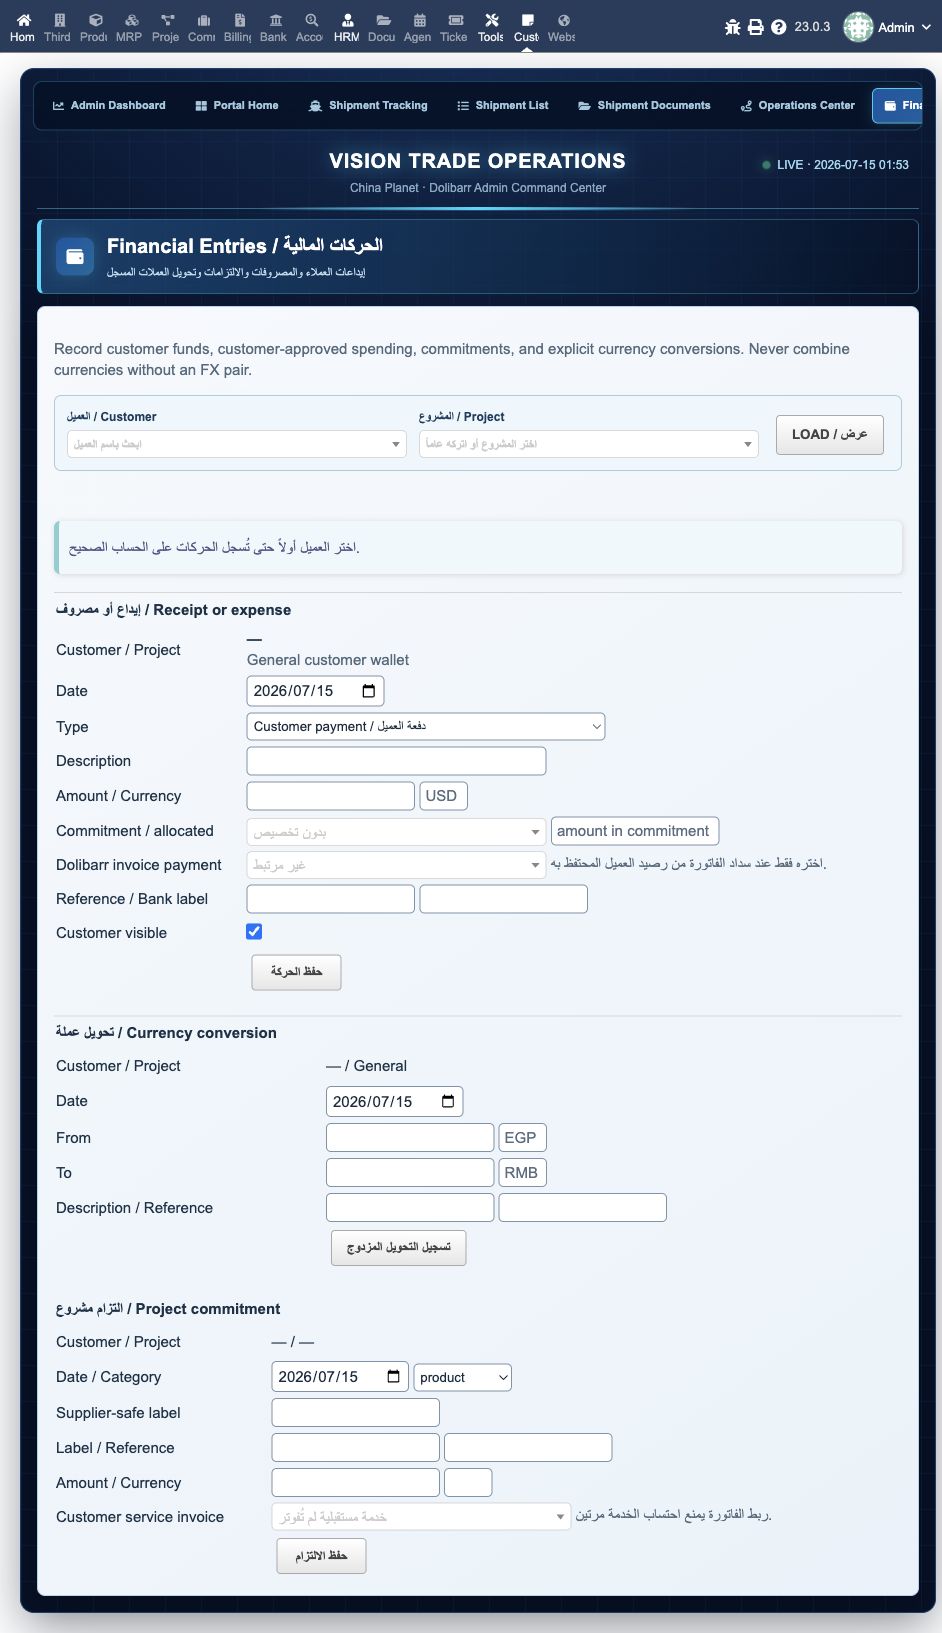 Hom Third Prodı MRP Proje Comı Billing Bank Accoı HRM Docu Agen Ticke Tools Cust Webs 23.0.3 Admin
Admin Dashboard Portal Home Shipment Tracking Shipment List Shipment Documents Operations Center Fina
VISION TRADE OPERATIONS
LIVE · 2026-07-15 01:53
China Planet · Dolibarr Admin Command Center
Financial Entries / الحركات المالية
إيداعات العملاء والمصروفات والالتزامات وتحويل العملات المسجل
Record customer funds, customer-approved spending, commitments, and explicit currency conversions. Never combine
currencies without an FX pair.
العميل / Customer المشروع / Project
ابحث باسم العميل اختر المشروع أو اتركه عاماً LOAD / عرض
اختر العميل أولاً حتى تُسجل الحركات على الحساب الصحيح.
إيداع أو مصروف / Receipt or expense
Customer / Project —
General customer wallet
Date 2026/07/15
Type Customer payment / دفعة العميل
Description
Amount / Currency USD
Commitment / allocated بدون تخصيص amount in commitment
Dolibarr invoice payment غير مرتبط اختره فقط عند سداد الفاتورة من رصيد العميل المحتفظ به.
Reference / Bank label
Customer visible
حفظ الحركة
تحويل عملة / Currency conversion
Customer / Project — / General
Date 2026/07/15
From EGP
To RMB
Description / Reference
تسجيل التحويل المزدوج
التزام مشروع / Project commitment
Customer / Project — / —
Date / Category 2026/07/15 product
Supplier-safe label
Label / Reference
Amount / Currency
Customer service invoice خدمة مستقبلية لم تُفوتر ربط الفاتورة يمنع احتساب الخدمة مرتين.
حفظ الالتزام